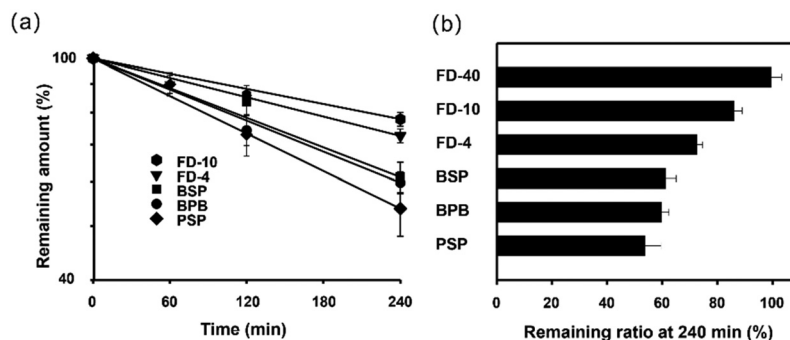 (a)
100
40
Remaining amount (%)
FD-10
FD-4
BSP
BPB
PSP
0 60 120 180 240
Time (min)
(b)
FD-40
FD-10
FD-4
BSP
BPB
PSP
0 20 40 60 80 100
Remaining ratio at 240 min (%)